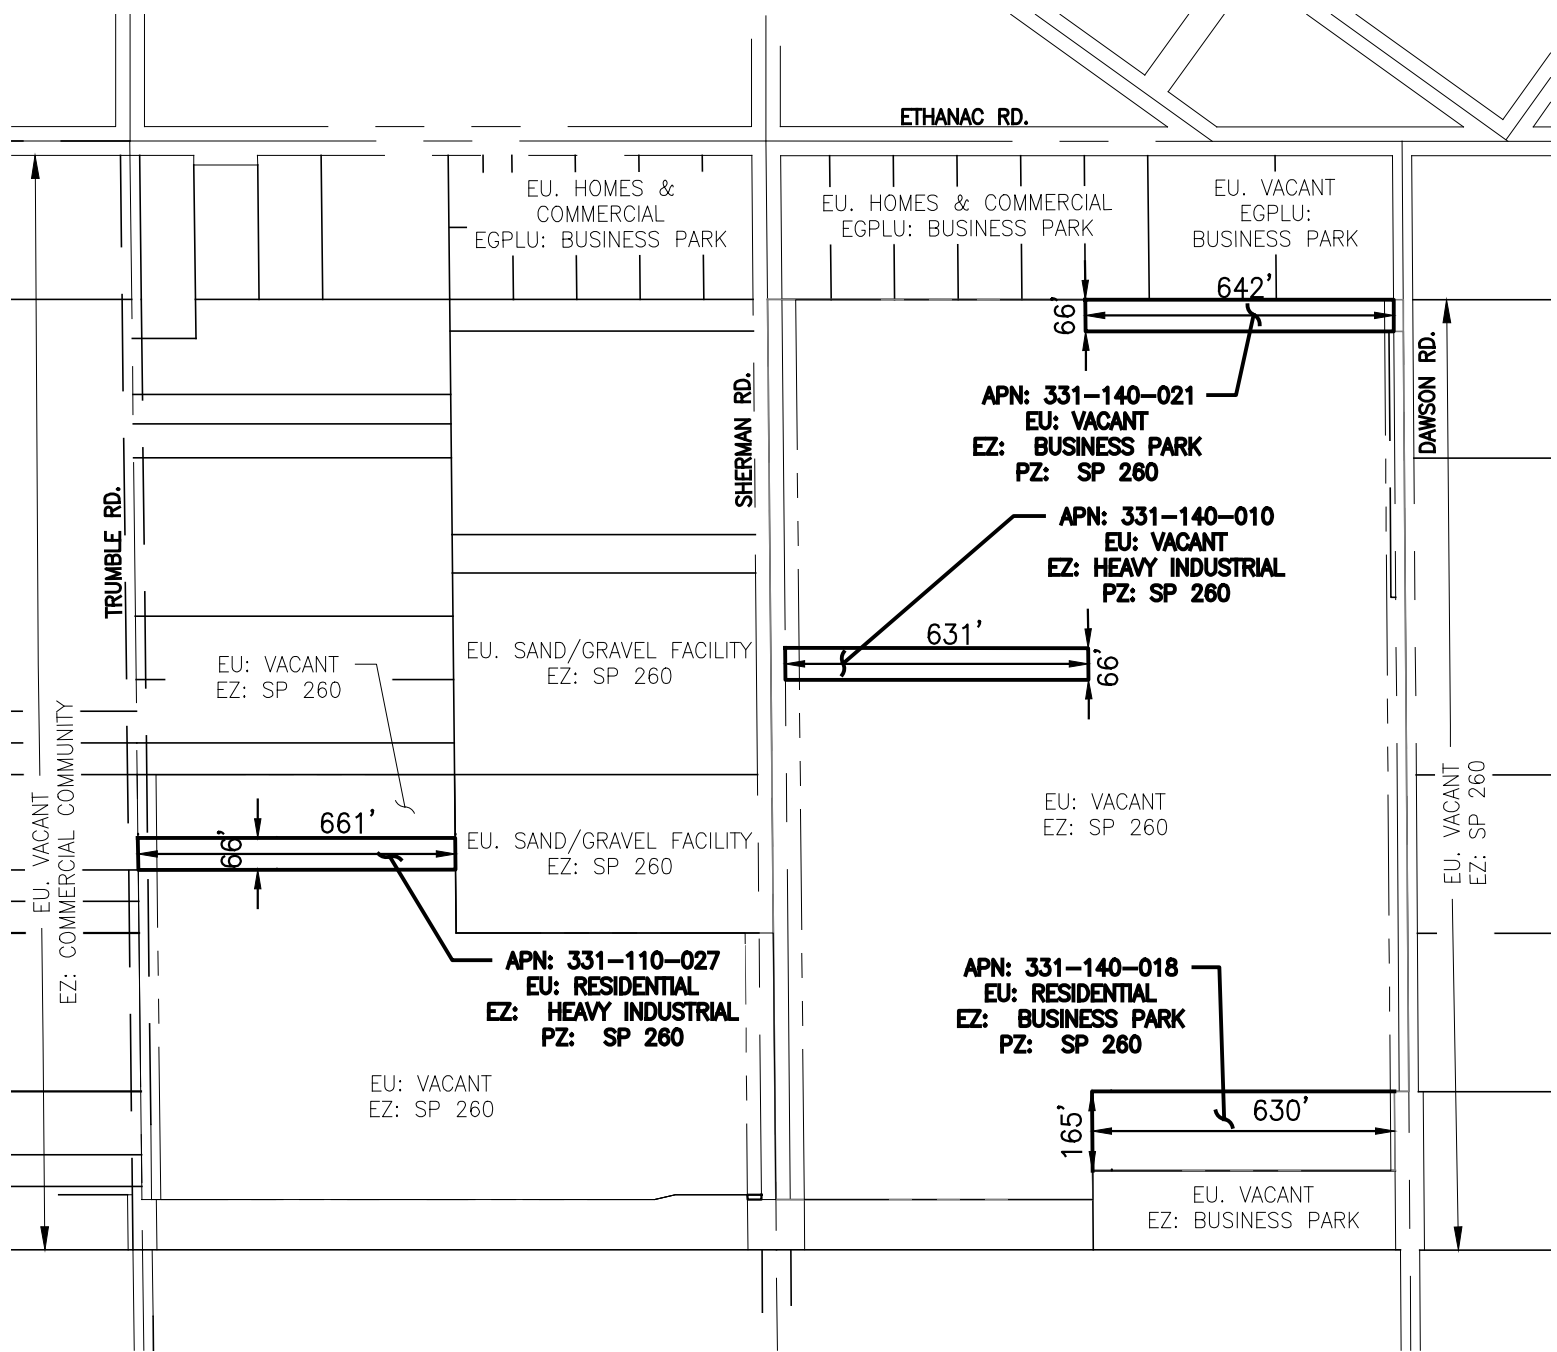 ETHANAC RD.
EU. HOMES &
COMMERCIAL
EGPLU: BUSINESS PARK
EU. HOMES & COMMERCIAL
EGPLU: BUSINESS PARK
EU. VACANT
EGPLU:
BUSINESS PARK
642'
66'
DAWSON RD.
SHERMAN RD.
TRUMBLE RD.
APN: 331-140-021
EU: VACANT
EZ: BUSINESS PARK
PZ: SP 260
APN: 331-140-010
EU: VACANT
EZ: HEAVY INDUSTRIAL
PZ: SP 260
631'
66'
EU: VACANT
EZ: SP 260
EU. SAND/GRAVEL FACILITY
EZ: SP 260
EU. VACANT
EZ: COMMERCIAL COMMUNITY
661'
66'
EU. SAND/GRAVEL FACILITY
EZ: SP 260
EU: VACANT
EZ: SP 260
EU. VACANT
EZ: SP 260
APN: 331-110-027
EU: RESIDENTIAL
EZ: HEAVY INDUSTRIAL
PZ: SP 260
APN: 331-140-018
EU: RESIDENTIAL
EZ: BUSINESS PARK
PZ: SP 260
EU: VACANT
EZ: SP 260
165'
630'
EU. VACANT
EZ: BUSINESS PARK